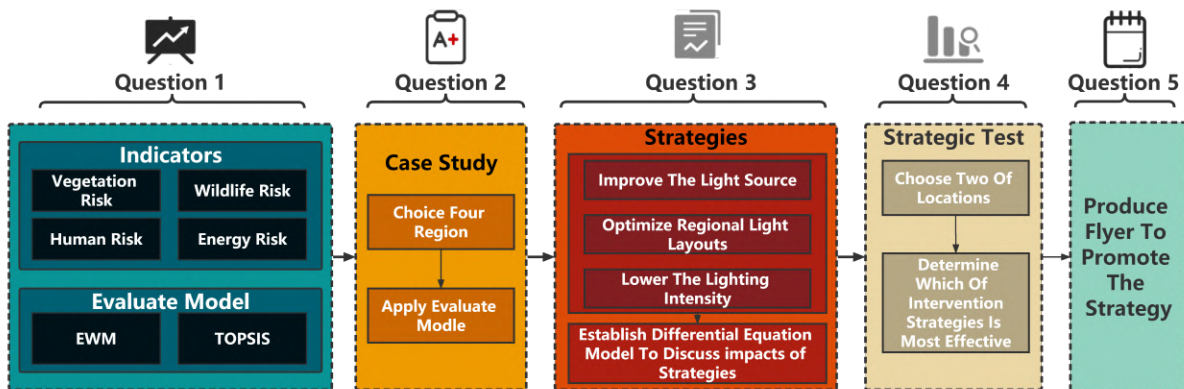 A+
Question 1
Question 2
Question 3
Question 4
Question 5
Indicators
Vegetation
Risk
Wildlife Risk
Human Risk
Energy Risk
Evaluate Model
EWM
TOPSIS
Case Study
Choice Four
Region
Apply Evaluate
Modle
Strategies
Improve The Light Source
Optimize Regional Light
Layouts
Lower The Lighting
Intensity
Establish Differential Equation
Model To Discuss impacts of
Strategies
Strategic Test
Choose Two Of
Locations
Determine
Which Of
Intervention
Strategies Is
Most Effective
Produce
Flyer To
Promote
The
Strategy